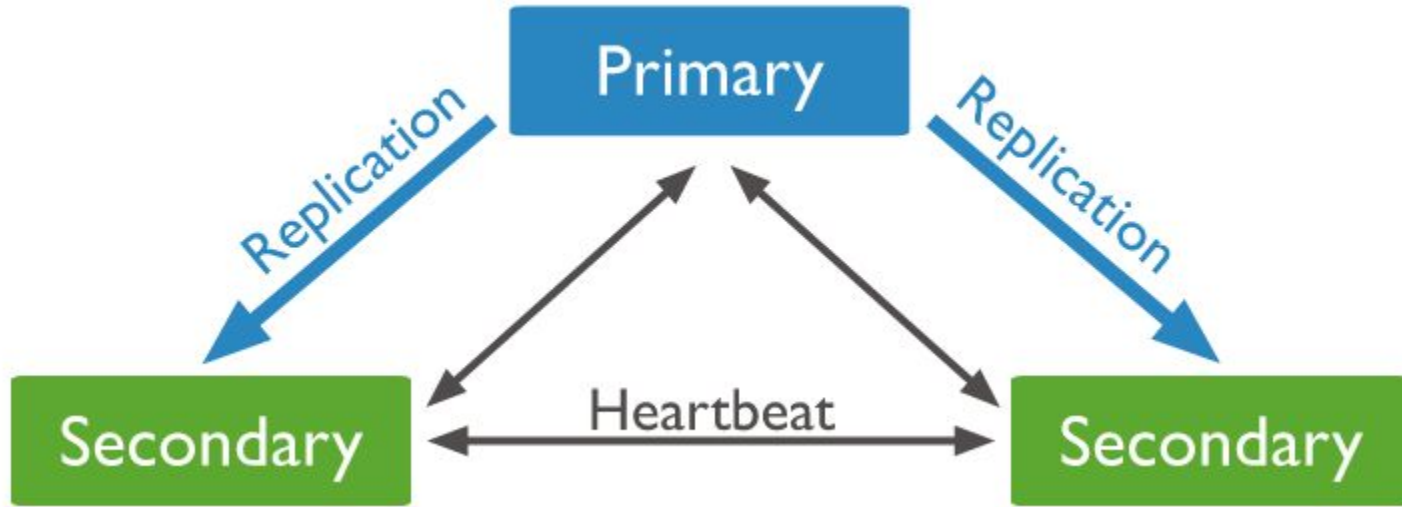 Primary
Replication
Replication
Heartbeat
Secondary
Secondary